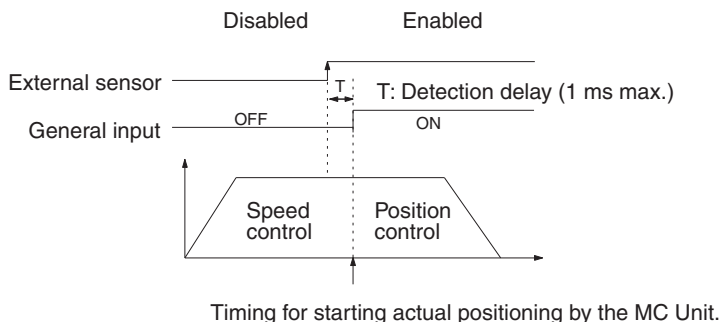 Disabled Enabled
External sensor
T
T: Detection delay (1 ms max.)
General input
OFF
ON
Speed
control
Position
control
Timing for starting actual positioning by the MC Unit.